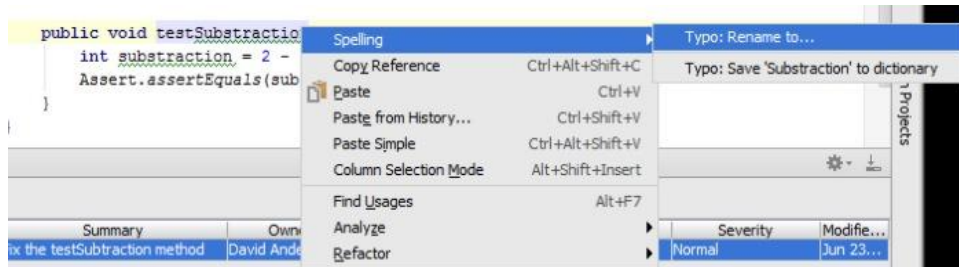 public void testSubstractio
int substraction = 2 -
Assert.assertEquals(sub
}
Spelling
Copy Reference Ctrl+Alt+Shift+C
Paste Ctrl+V
Paste from History... Ctrl+Shift+V
Paste Simple Ctrl+Alt+Shift+V
Column Selection Mode Alt+Shift+Insert
Find Usages Alt+F7
Analyze
Refactor
Typo: Rename to...
Typo: Save 'Substraction' to dictionary
n Projects
Summary Own Severity Modifie...
ix the testSubtraction method David Ande Normal Jun 23...